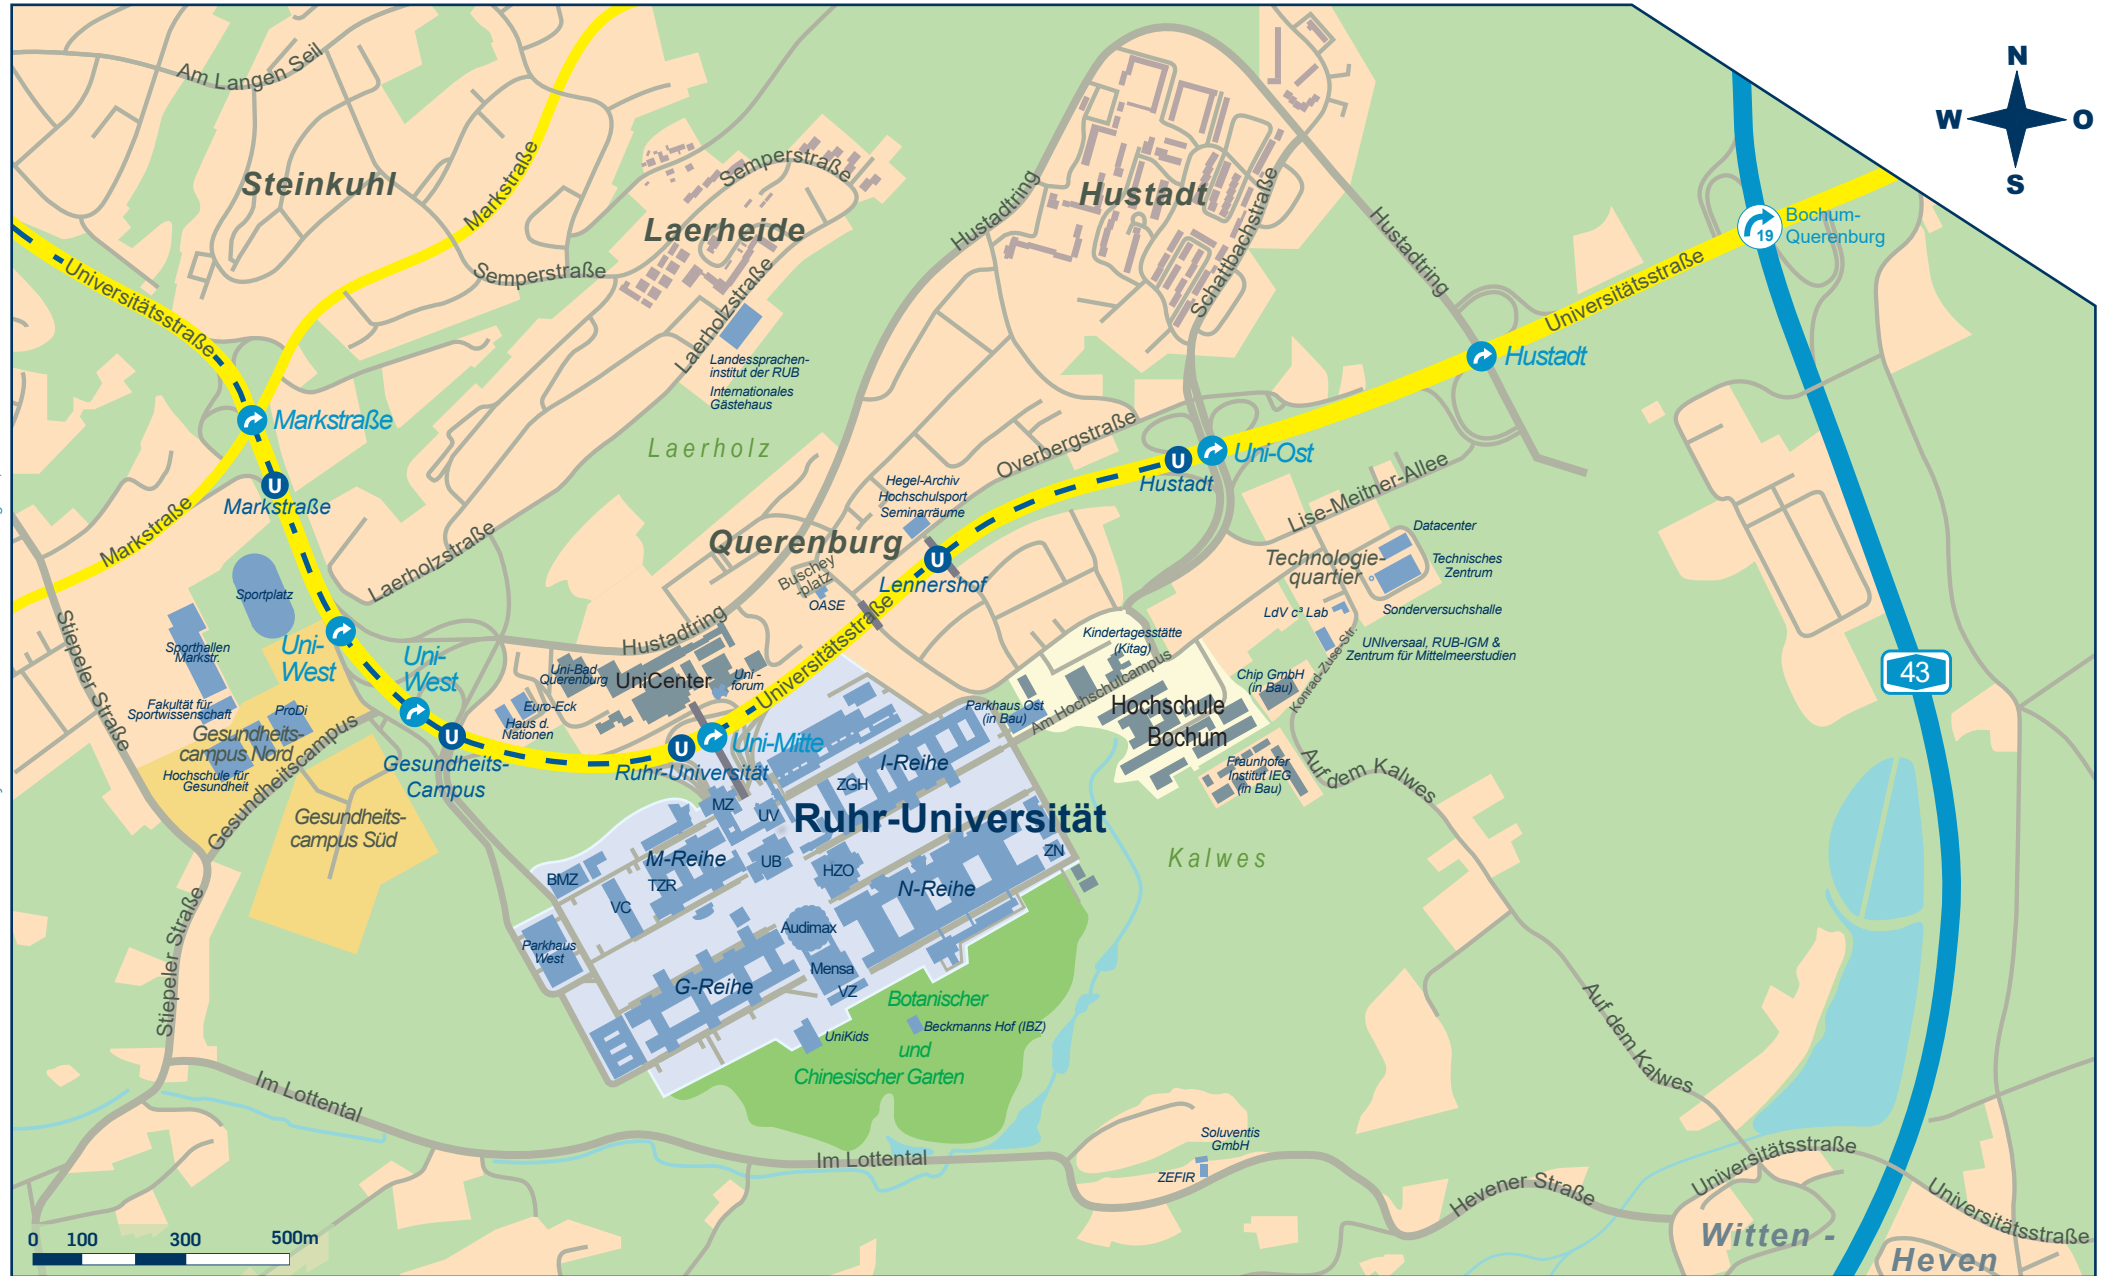 N
W
O
S
Am Langen Seil
Steinkuhl
Markstraße
Semperstraße
Laerheide
Semperstraße
Laerholzstraße
Hustadtring
Hustadt
Schattbachstraße
Hustadtring
19
Bochum-
Querenburg
Universitätsstraße
Universitätsstraße
Hustadt
Landessprachen-
institut der RUB
Internationales
Gästehaus
Laerholz
Markstraße
U
Markstraße
Markstraße
Overbergstraße
U
Hustadt
Uni-Ost
Lise-Meitner-Allee
Hegel-Archiv
Hochschulsport
Seminarräume
Querenburg
U
Lennershof
Buschey
-platz
OASE
Laerholzstraße
Technologie-
quartier
Datacenter
Technisches
Zentrum
Sonderversuchshalle
LdV c³ Lab
UNIversaal, RUB-IGM &
Zentrum für Mittelmeerstudien
Konrad-Zuse-Str.
Sportplatz
Sporthallen
Markstr.
Uni-
West
Uni-
West
Stiepeler Straße
Fakultät für
Sportwissenschaft
ProDi
Gesundheits-
campus Nord
Hochschule für
Gesundheit
Gesundheitscampus
Gesundheits-
campus Süd
U
Gesundheits-
Campus
Hustadtring
Uni-Bad
Querenburg
UniCenter
Uni -
forum
Euro-Eck
Haus d.
Nationen
Universitätsstraße
U
Ruhr-Universität
Uni-Mitte
Kindertagesstätte
(Kitag)
Am Hochschulcampus
Parkhaus Ost
(in Bau)
Hochschule
Bochum
Chip GmbH
(in Bau)
Fraunhofer
Institut IEG
(in Bau)
Auf dem Kalwes
43
I-Reihe
ZGH
MZ
UV
Ruhr-Universität
M-Reihe
UB
HZO
ZN
BMZ
TZR
VC
N-Reihe
Kalwes
Audimax
Parkhaus
West
Mensa
VZ
G-Reihe
Botanischer
Beckmanns Hof (IBZ)
UniKids
und
Chinesischer Garten
Stiepeler Straße
Auf dem Kalwes
Im Lottental
Im Lottental
Soluventis
GmbH
ZEFIR
Hevener Straße
Universitätsstraße
Universitätsstraße
Witten -
Heven
0 100 300 500m